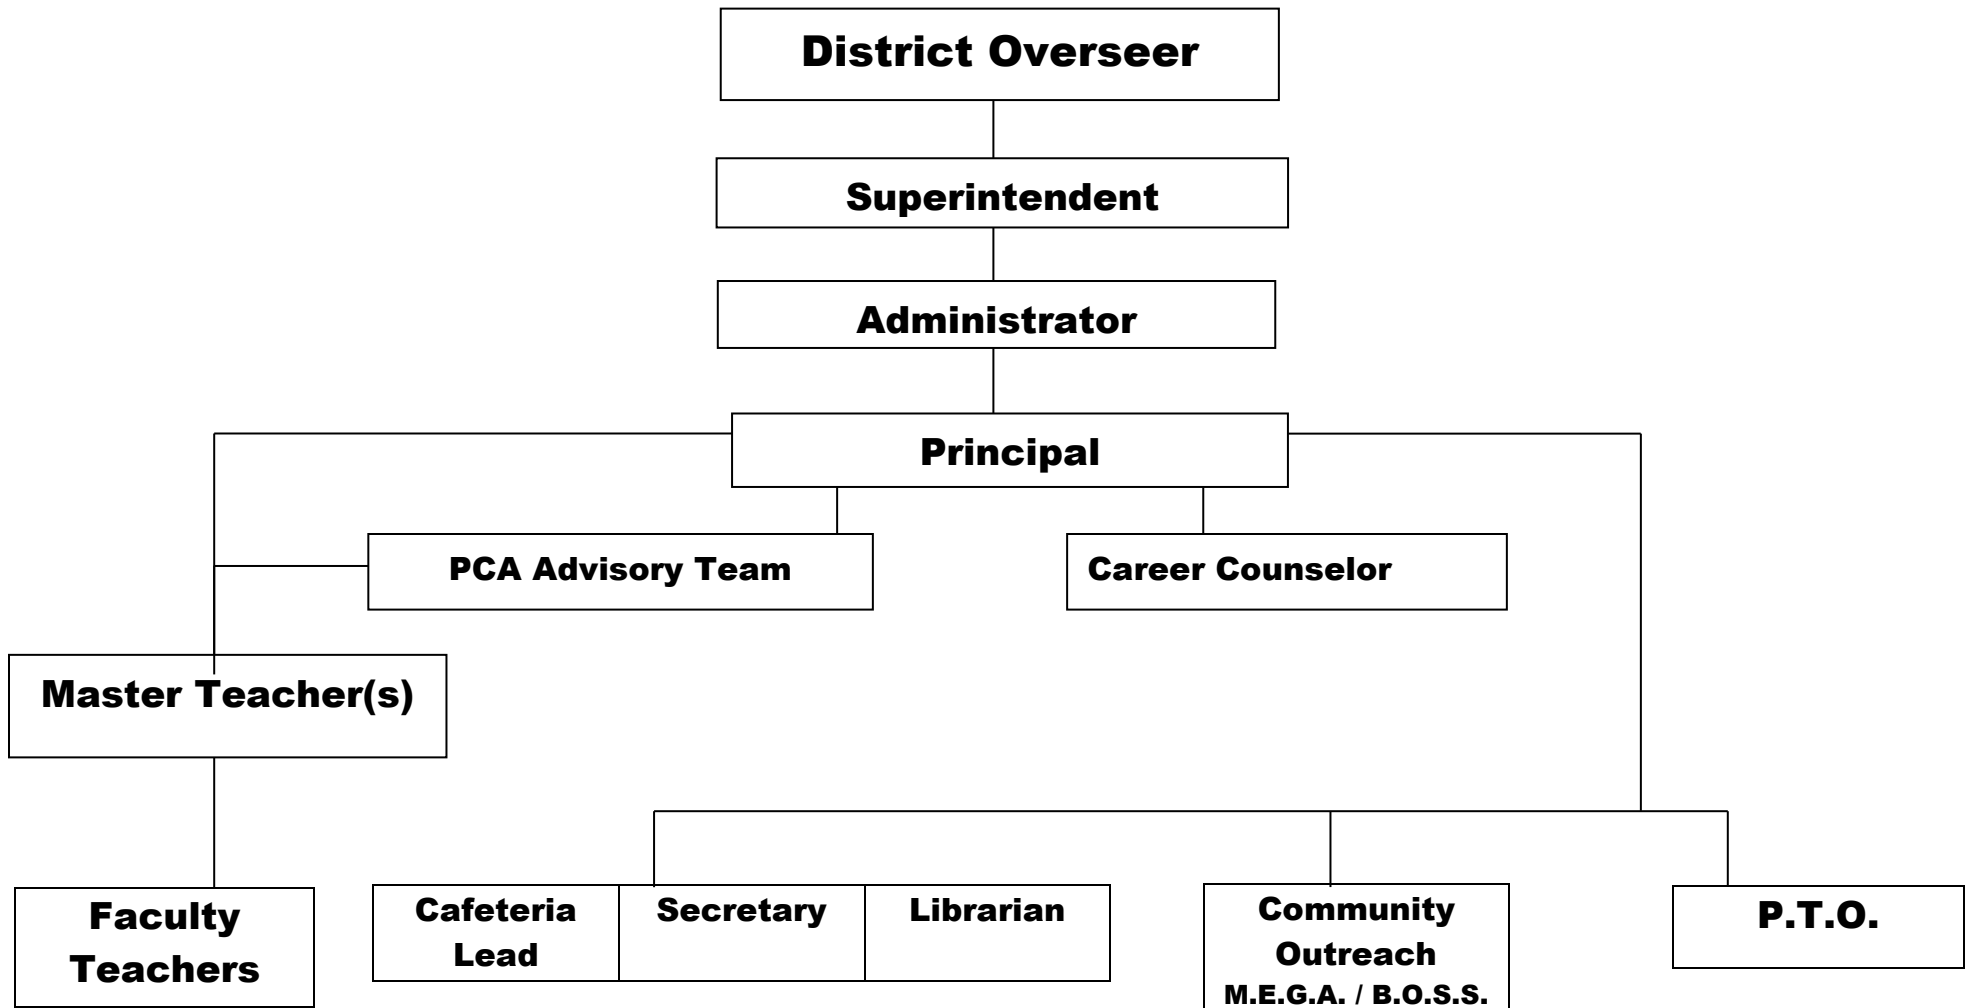 District Overseer
Superintendent
Administrator
Principal
PCA Advisory Team
Career Counselor
Master Teacher(s)
Faculty
Teachers
Cafeteria
Lead
Secretary
Librarian
Community
Outreach
M.E.G.A. / B.O.S.S.
P.T.O.